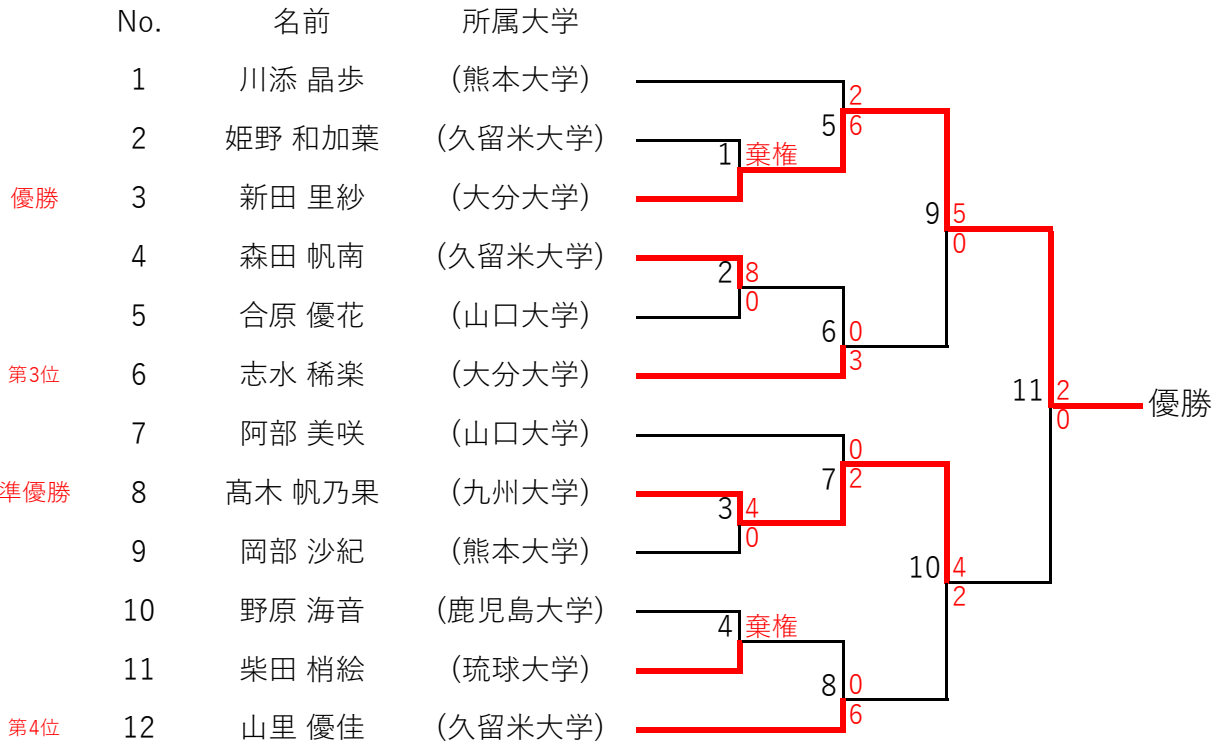 No. 名前 所属大学
1 川添 晶歩 (熊本大学)
2
5 6
2 姫野 和加葉 (久留米大学)
1 棄権
優勝 3 新田 里紗 (大分大学)
9 5
0
4 森田 帆南 (久留米大学)
2 8
0
5 合原 優花 (山口大学)
6 0
3
第3位 6 志水 稀楽 (大分大学)
11 2
0 優勝
7 阿部 美咲 (山口大学)
0
7 2
準優勝 8 髙木 帆乃果 (九州大学)
3 4
0
9 岡部 沙紀 (熊本大学)
10 4
2
10 野原 海音 (鹿児島大学)
4 棄権
11 柴田 梢絵 (琉球大学)
8 0
6
第4位 12 山里 優佳 (久留米大学)